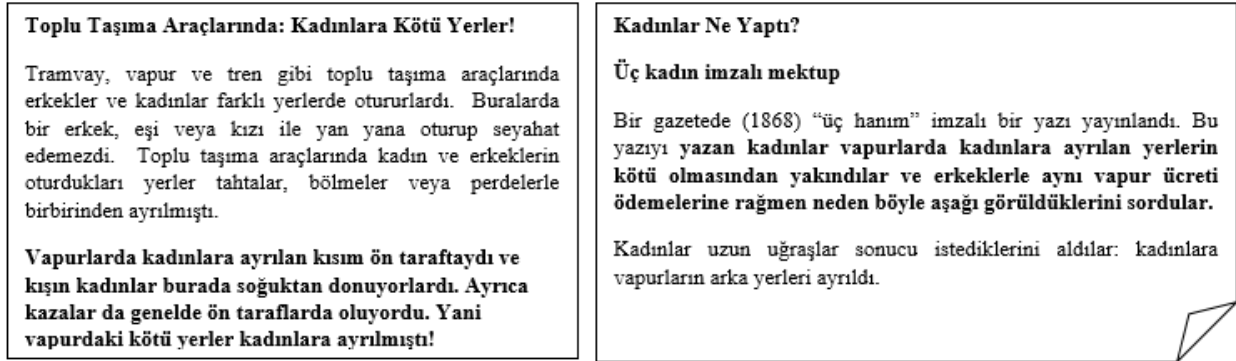 Toplu Taşıma Araçlarında: Kadınlara Kötü Yerler!
Tramvay, vapur ve tren gibi toplu taşıma araçlarında
erkekler ve kadınlar farklı yerlerde otururlardı. Buralarda
bir erkek, eşi veya kızı ile yan yana oturup seyahat
edemezdi. Toplu taşıma araçlarında kadın ve erkeklerin
oturdukları yerler tahtalar, bölmeler veya perdelerle
birbirinden ayrılmıştı.
Vapurlarda kadınlara ayrılan kısım ön taraftaydı ve
kışın kadınlar burada soğuktan donuyorlardı. Ayrıca
kazalar da genelde ön taraflarda oluyordu. Yani
vapurdaki kötü yerler kadınlara ayrılmıştı!
Kadınlar Ne Yaptı?
Üç kadın imzalı mektup
Bir gazetede (1868) “üç hanım” imzalı bir yazı yayınlandı. Bu
yazıyı yazan kadınlar vapurlarda kadınlara ayrılan yerlerin
kötü olmasından yakındılar ve erkeklerle aynı vapur ücreti
ödemelerine rağmen neden böyle aşağı görüldüklerini sordular.
Kadınlar uzun uğraşlar sonucu istediklerini aldılar: kadınlara
vapurların arka yerleri ayrıldı.